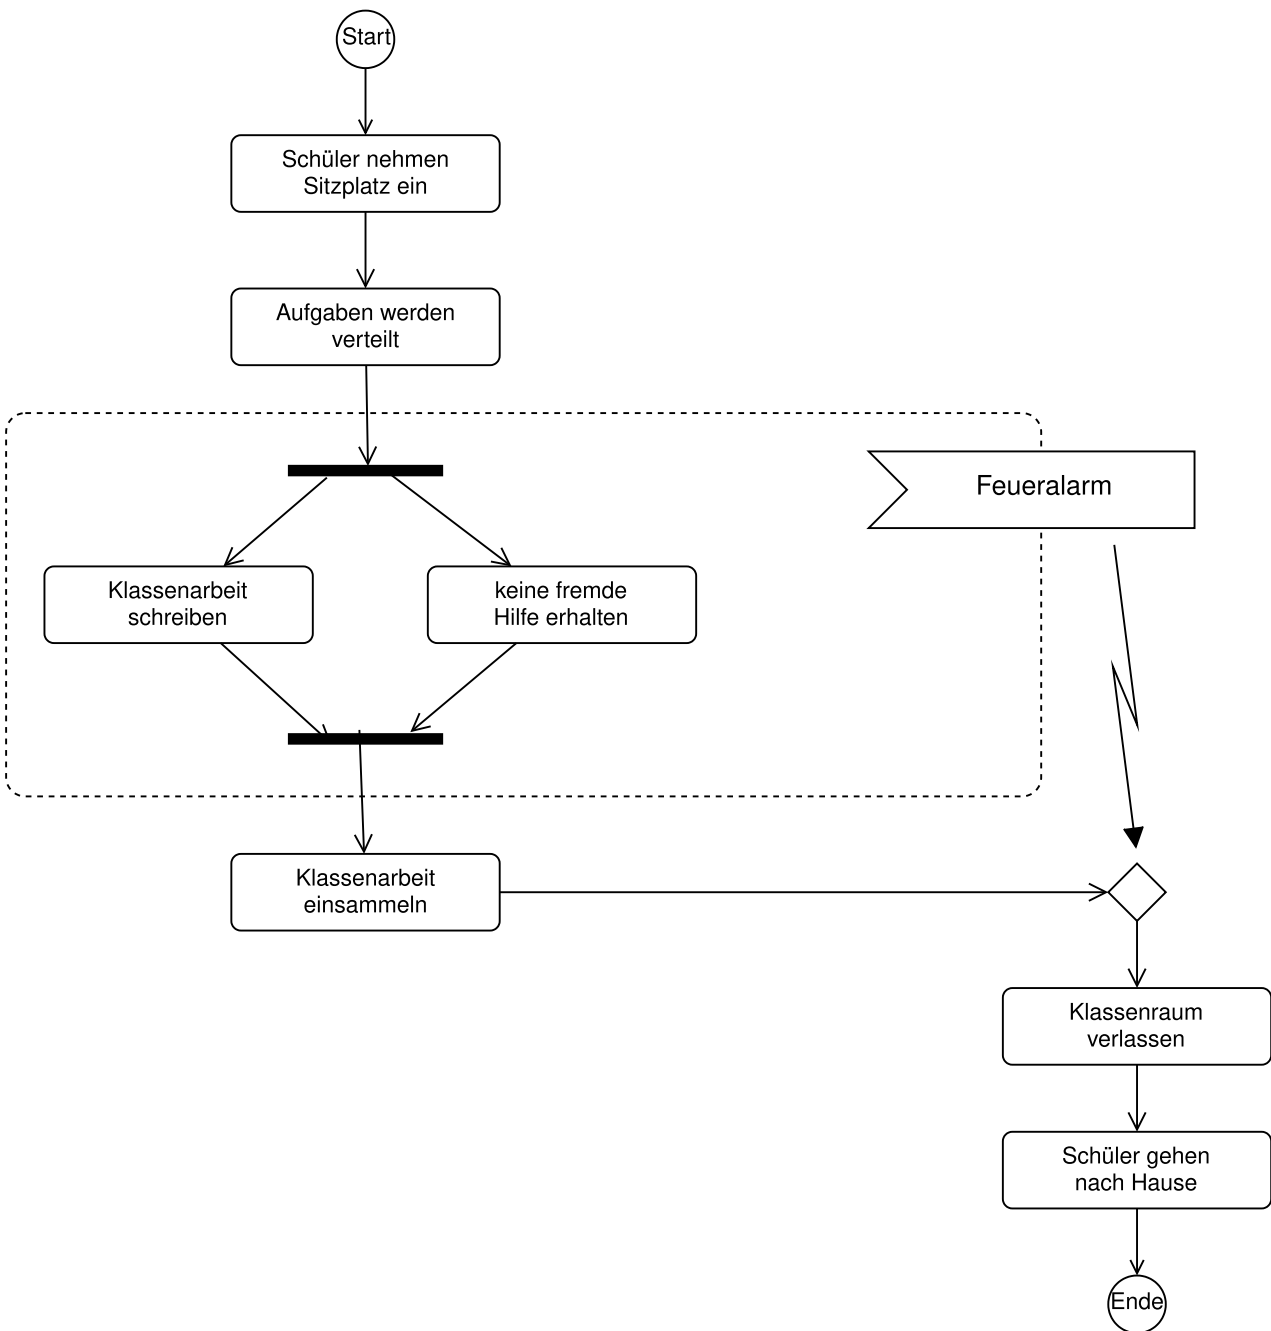 Start
Schüler nehmen
Sitzplatz ein
Aufgaben werden
verteilt
Feueralarm
Klassenarbeit
schreiben
keine fremde
Hilfe erhalten
Klassenarbeit
einsammeln
Klassenraum
verlassen
Schüler gehen
nach Hause
Ende